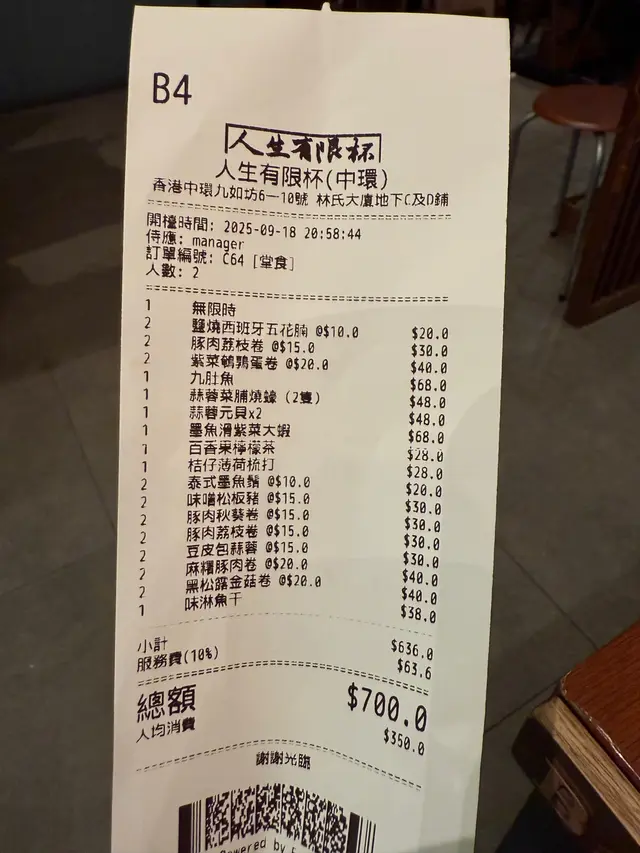 B4
人生有限杯
人生有限杯(中環)
香港中環九如坊6—10號 林氏大廈地下C及D鋪
開檯時間: 2025-09-18 20:58:44
侍應: manager
訂單編號: C64 [堂食]
人數: 2
1 無限時
2 鹽燒西班牙五花腩 @$10.0 $20.0
2 豚肉荔枝卷 @$15.0 $30.0
2 紫菜鵪鶉蛋卷 @$20.0 $40.0
1 九肚魚 $68.0
1 蒜蓉菜脯燒蠔（2隻） $48.0
1 蒜蓉元貝x2 $48.0
1 墨魚滑紫菜大蝦 $68.0
1 百香果檸檬茶 $28.0
1 桔仔薄荷梳打 $28.0
2 泰式墨魚鬚 @$10.0 $20.0
2 味噌松板豬 @$15.0 $30.0
2 豚肉秋葵卷 @$15.0 $30.0
2 豚肉荔枝卷 @$15.0 $30.0
2 豆皮包蒜蓉 @$15.0 $30.0
2 麻糬豚肉卷 @$20.0 $40.0
2 黑松露金菇卷 @$20.0 $40.0
1 味淋魚干 $38.0
小計 $636.0
服務費(10%) $63.6
總額 $700.0
人均消費 $350.0
謝謝光臨
Powered by